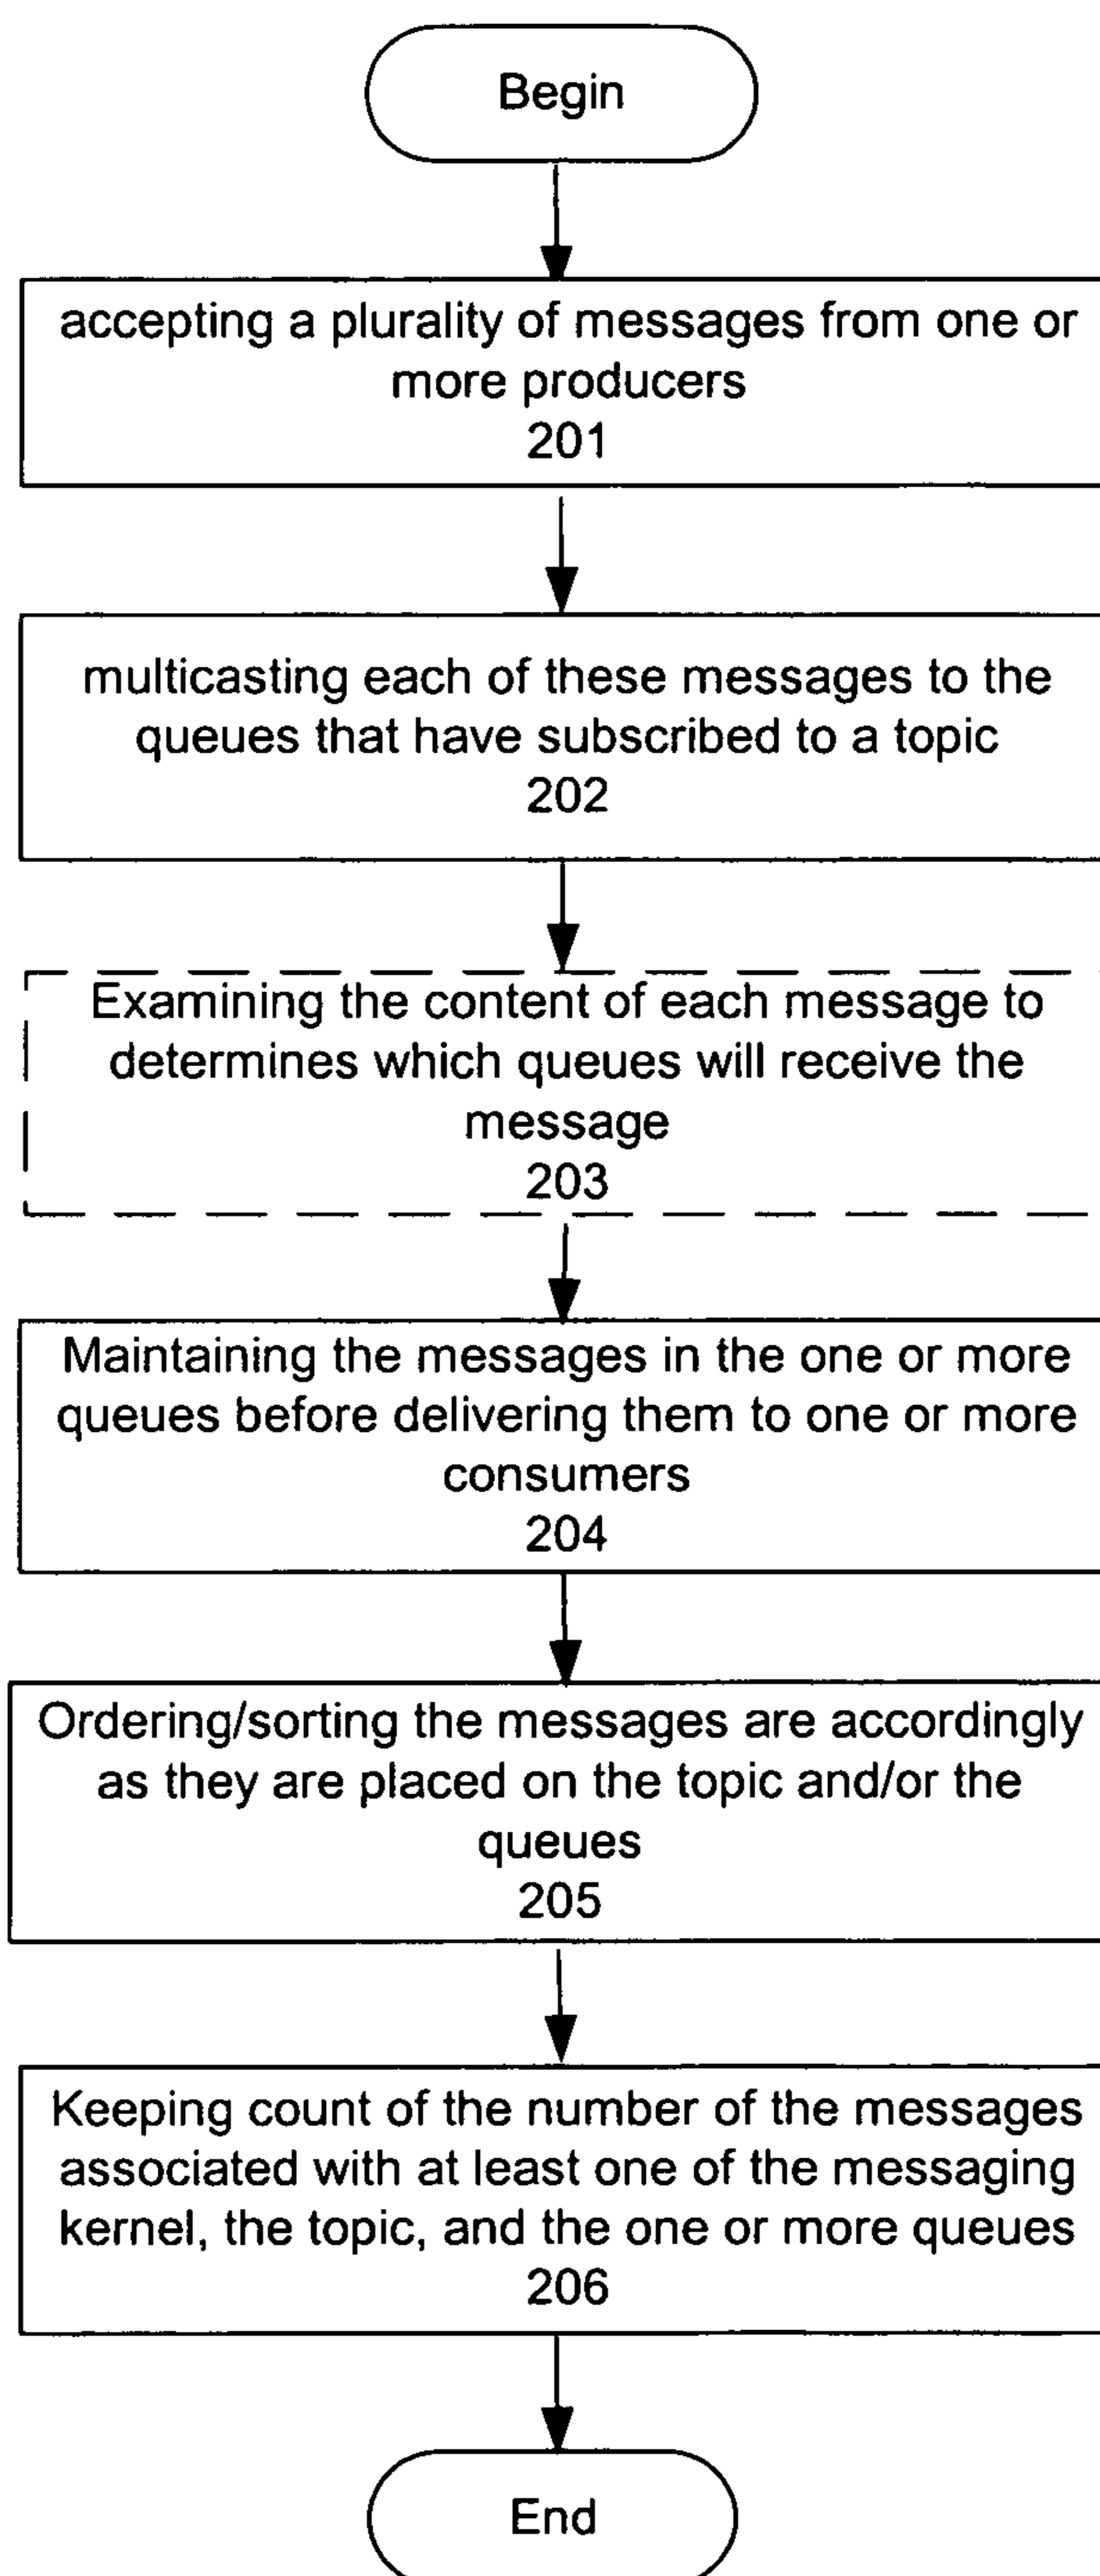 Begin
accepting a plurality of messages from one or
more producers
201
multicasting each of these messages to the
queues that have subscribed to a topic
202
Examining the content of each message to
determines which queues will receive the
message
203
Maintaining the messages in the one or more
queues before delivering them to one or more
consumers
204
Ordering/sorting the messages are accordingly
as they are placed on the topic and/or the
queues
205
Keeping count of the number of the messages
associated with at least one of the messaging
kernel, the topic, and the one or more queues
206
End